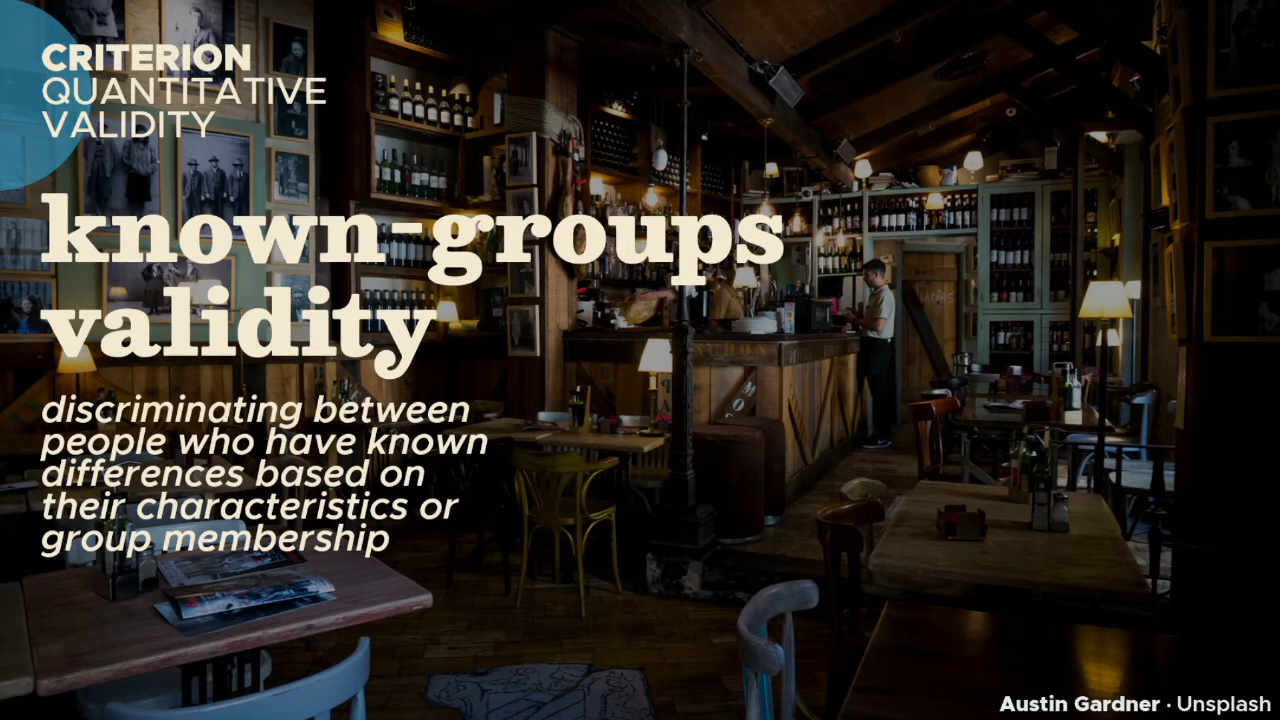 CRITERION
QUANTITATIVE
VALIDITY
known-groups
validity
discriminating between
people who have known
differences based on
their characteristics or
group membership
Austin Gardner · Unsplash